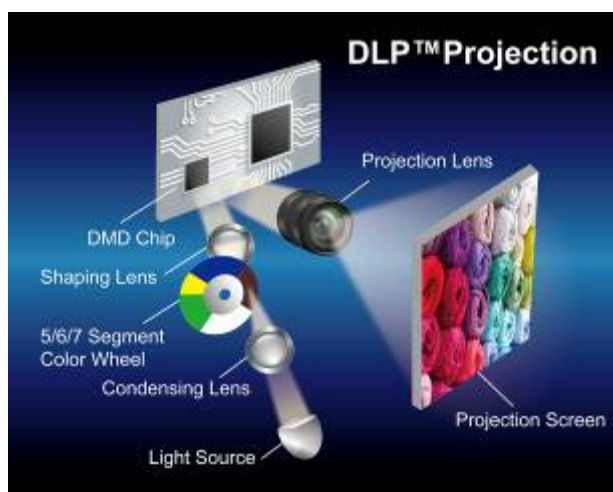 DLP™Projection
Projection Lens
DMD Chip
Shaping Lens
5/6/7 Segment
Color Wheel
Condensing Lens
Projection Screen
Light Source